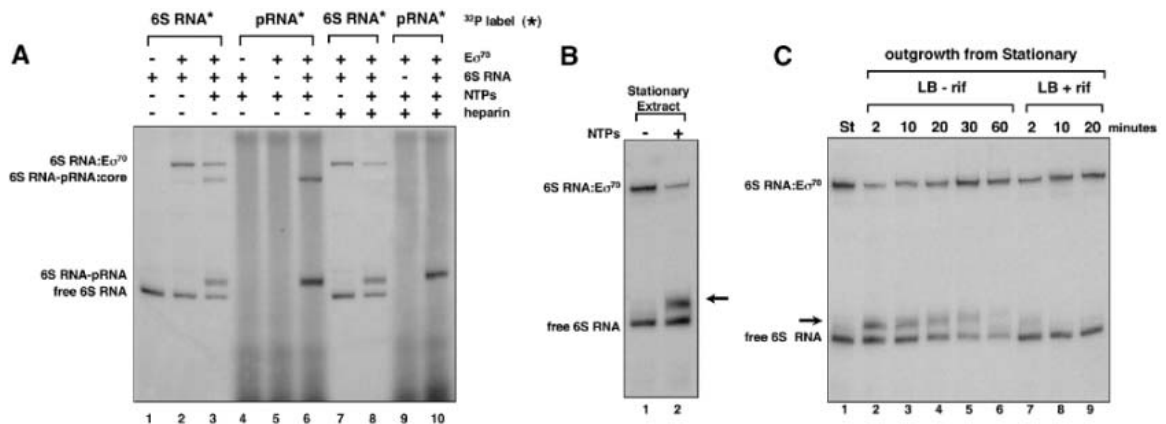 6S RNA* pRNA* 6S RNA* pRNA* ³²P label (★)
A
- + + - + + + + + + Eσ⁷⁰
+ + + + - + + + - + 6S RNA
- - + + + + - + + + NTPs
- - - - - - + + + + heparin
6S RNA:Eσ⁷⁰
6S RNA-pRNA:core
6S RNA-pRNA
free 6S RNA
1 2 3 4 5 6 7 8 9 10
B
Stationary
Extract
NTPs - +
6S RNA:Eσ⁷⁰
free 6S RNA
1 2
C
outgrowth from Stationary
LB - rif LB + rif
St 2 10 20 30 60 2 10 20 minutes
6S RNA:Eσ⁷⁰
free 6S RNA
1 2 3 4 5 6 7 8 9